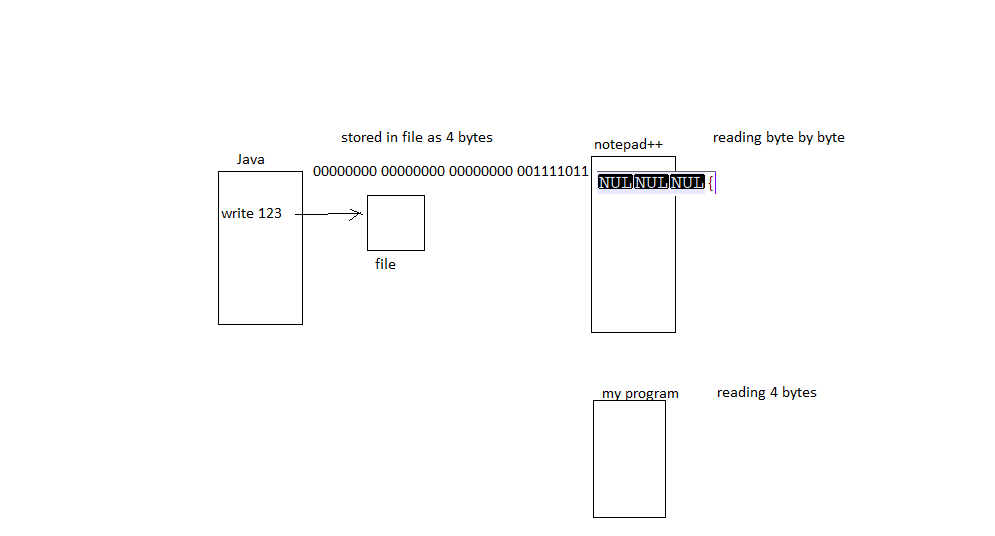 stored in file as 4 bytes
notepad++
reading byte by byte
Java
00000000 00000000 00000000 001111011
NUL NUL NUL {
write 123
file
my program
reading 4 bytes